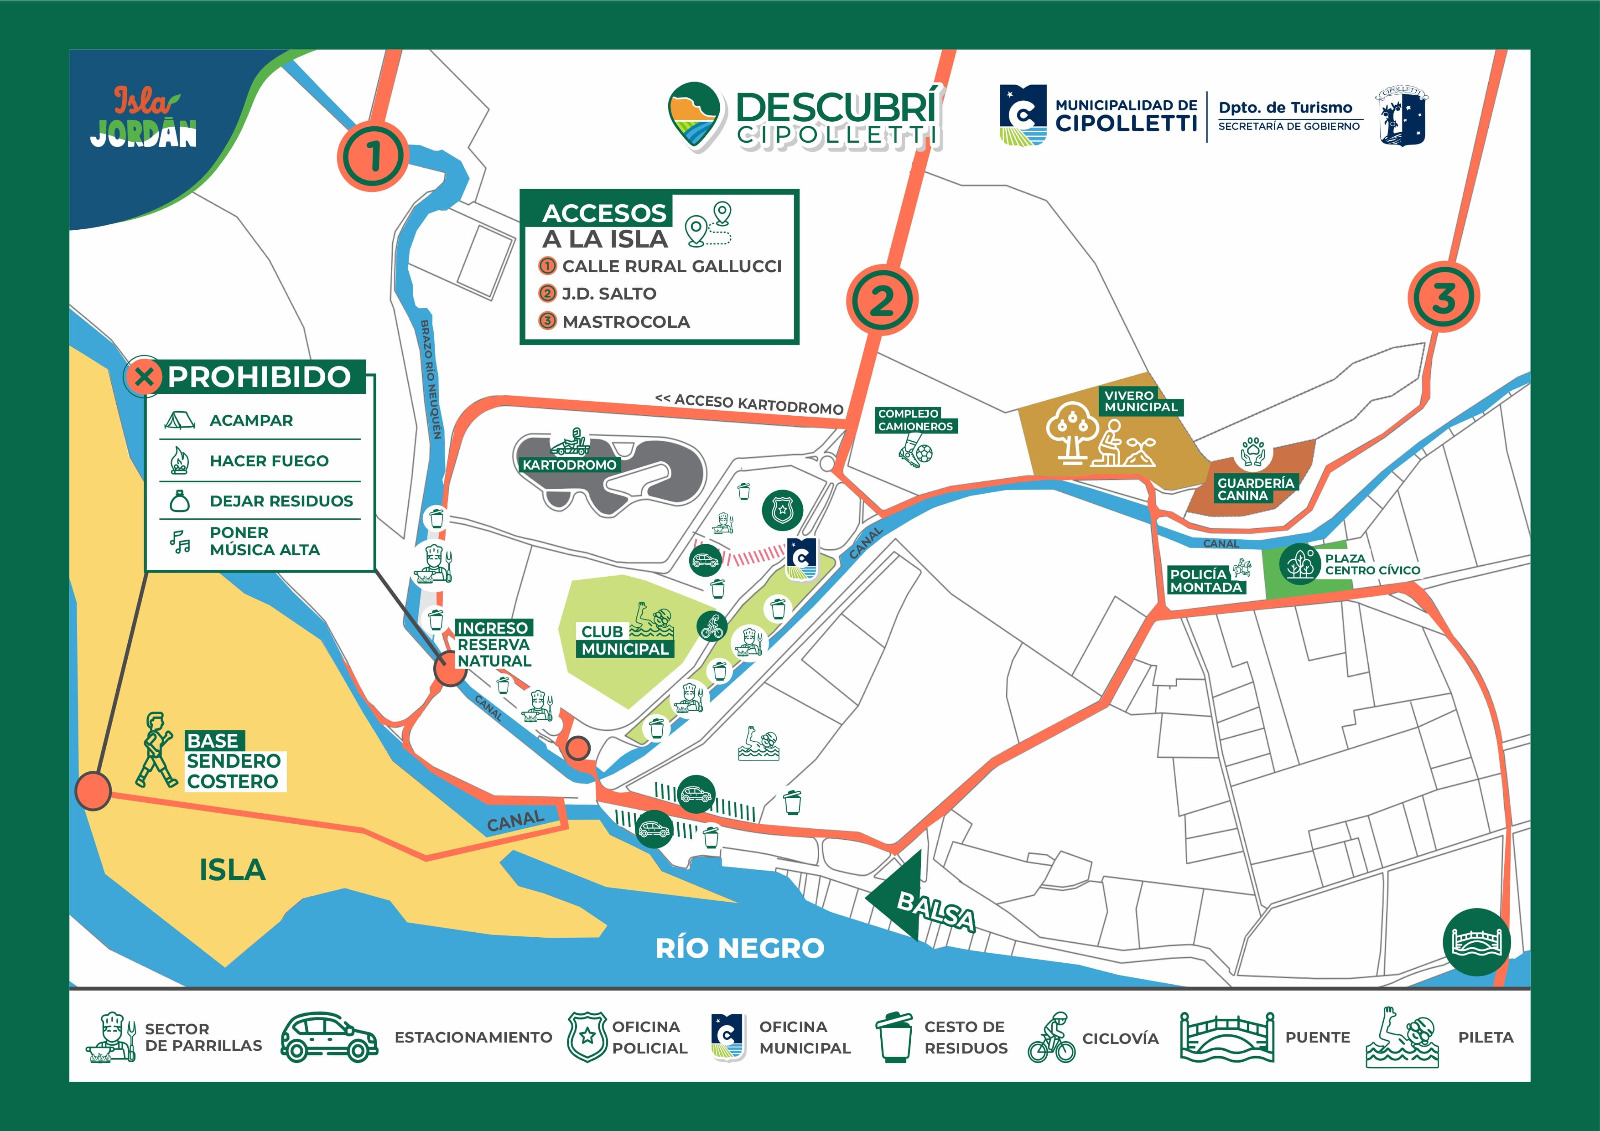 Isla
JORDÁN
DESCUBRÍ
CIPOLLETTI
MUNICIPALIDAD DE
CIPOLLETTI
Dpto. de Turismo
SECRETARÍA DE GOBIERNO
CIPOLLETTI
1
2
3
ACCESOS
A LA ISLA
1 CALLE RURAL GALLUCCI
2 J.D. SALTO
3 MASTROCOLA
PROHIBIDO
ACAMPAR
HACER FUEGO
DEJAR RESIDUOS
PONER
MÚSICA ALTA
BRAZO RÍO NEUQUÉN
<< ACCESO KARTODROMO
KARTODROMO
COMPLEJO
CAMIONEROS
VIVERO
MUNICIPAL
GUARDERÍA
CANINA
CANAL
CANAL
PLAZA
CENTRO CÍVICO
POLICÍA
MONTADA
INGRESO
RESERVA
NATURAL
CLUB
MUNICIPAL
CANAL
BASE
SENDERO
COSTERO
CANAL
ISLA
BALSA
RÍO NEGRO
SECTOR
DE PARRILLAS
ESTACIONAMIENTO
OFICINA
POLICIAL
OFICINA
MUNICIPAL
CESTO DE
RESIDUOS
CICLOVÍA
PUENTE
PILETA